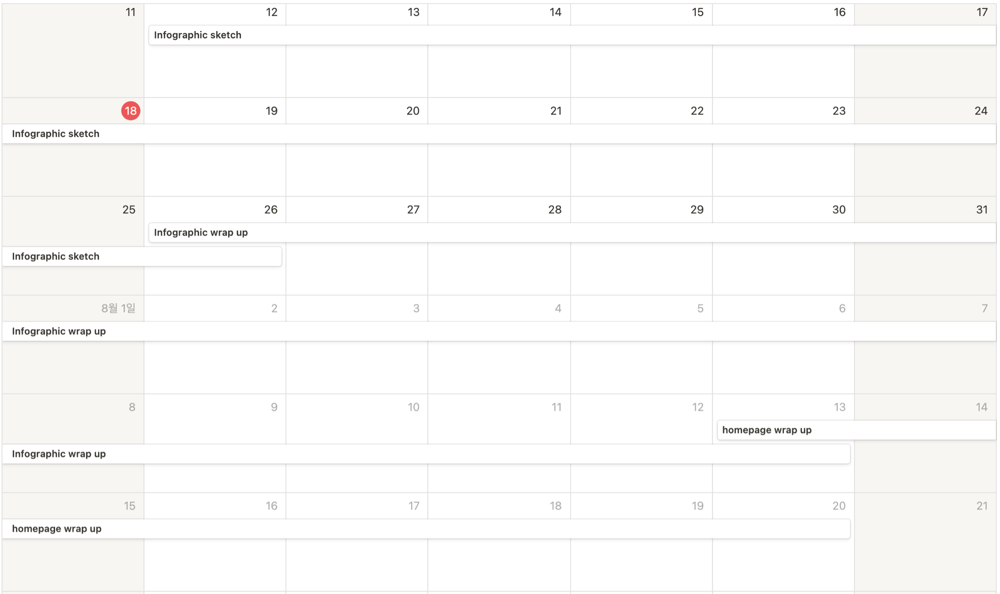 11 12 13 14 15 16 17
Infographic sketch
18 19 20 21 22 23 24
Infographic sketch
25 26 27 28 29 30 31
Infographic wrap up
Infographic sketch
8월 1일 2 3 4 5 6 7
Infographic wrap up
8 9 10 11 12 13 14
homepage wrap up
Infographic wrap up
15 16 17 18 19 20 21
homepage wrap up